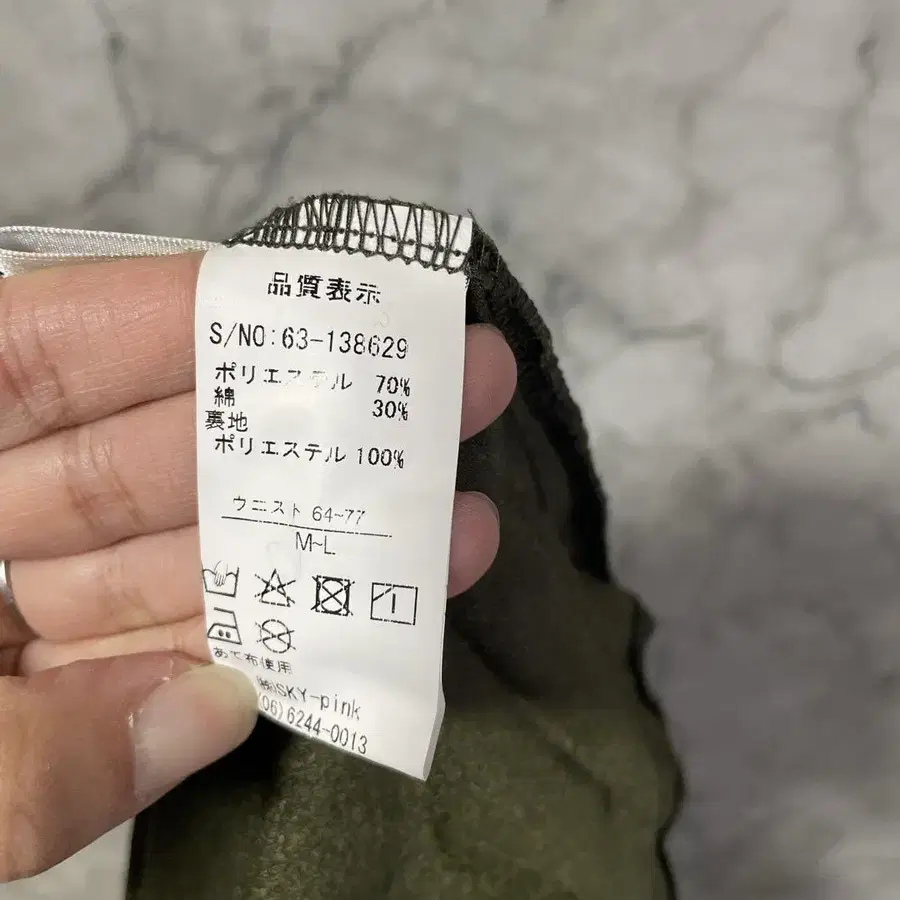 品質表示
S/NO:63-138629
ポリエステル 70%
綿 30%
裏地
ポリエステル 100%
ウエスト 64-77
M-L
あて布使用
㈱SKY-pink
(06)6244-0013